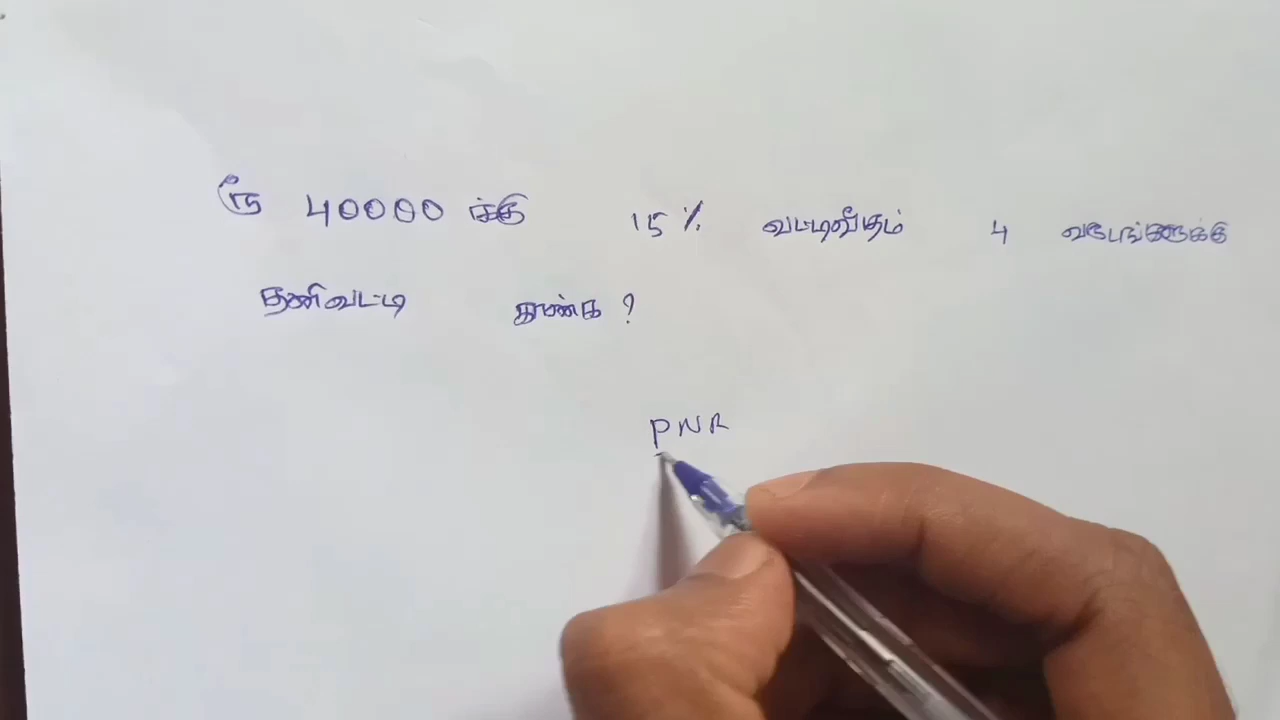 ரூ 40000 க்கு 15% வட்டிவீதம் 4 வருடங்களுக்கு
தனிவட்டி காண்க ?
PNR